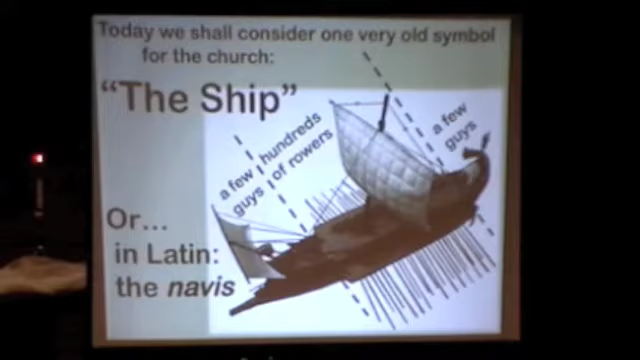 Today we shall consider one very old symbol
for the church:
“The Ship”
a few
guys
hundreds
of rowers
a few
guys
Or…
in Latin:
the navis